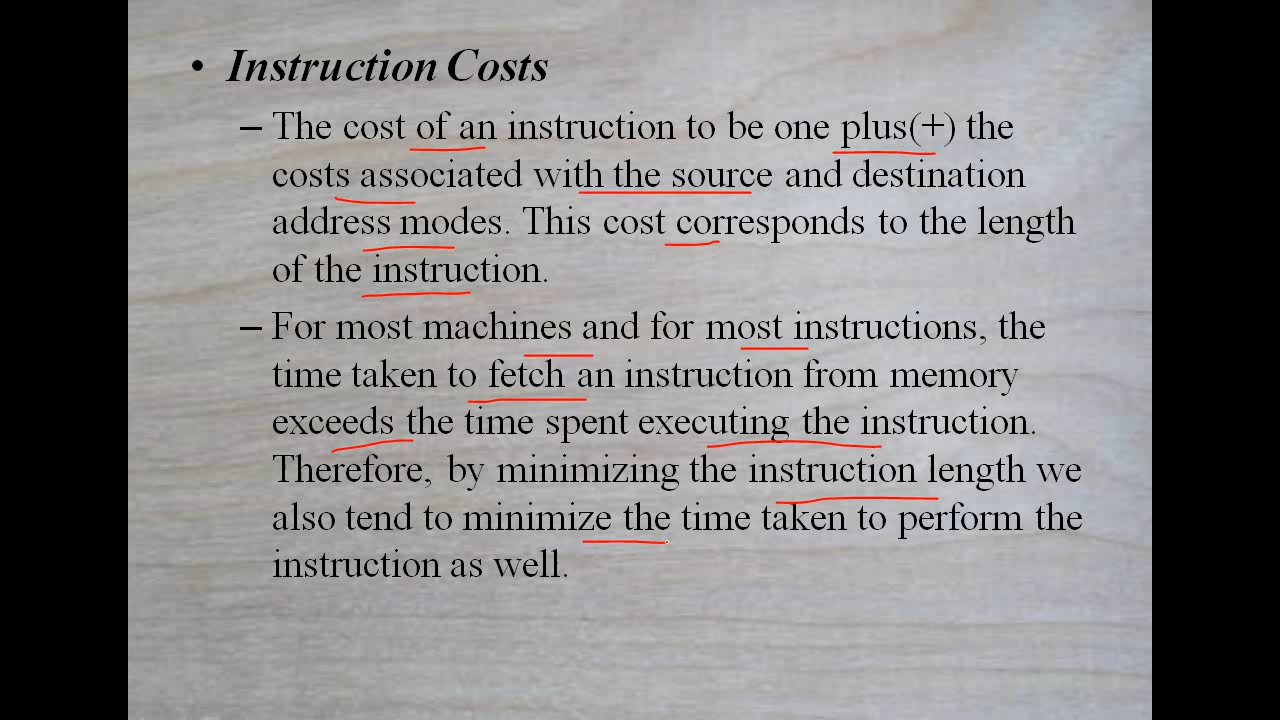 • Instruction Costs
– The cost of an instruction to be one plus(+) the
costs associated with the source and destination
address modes. This cost corresponds to the length
of the instruction.
– For most machines and for most instructions, the
time taken to fetch an instruction from memory
exceeds the time spent executing the instruction.
Therefore, by minimizing the instruction length we
also tend to minimize the time taken to perform the
instruction as well.